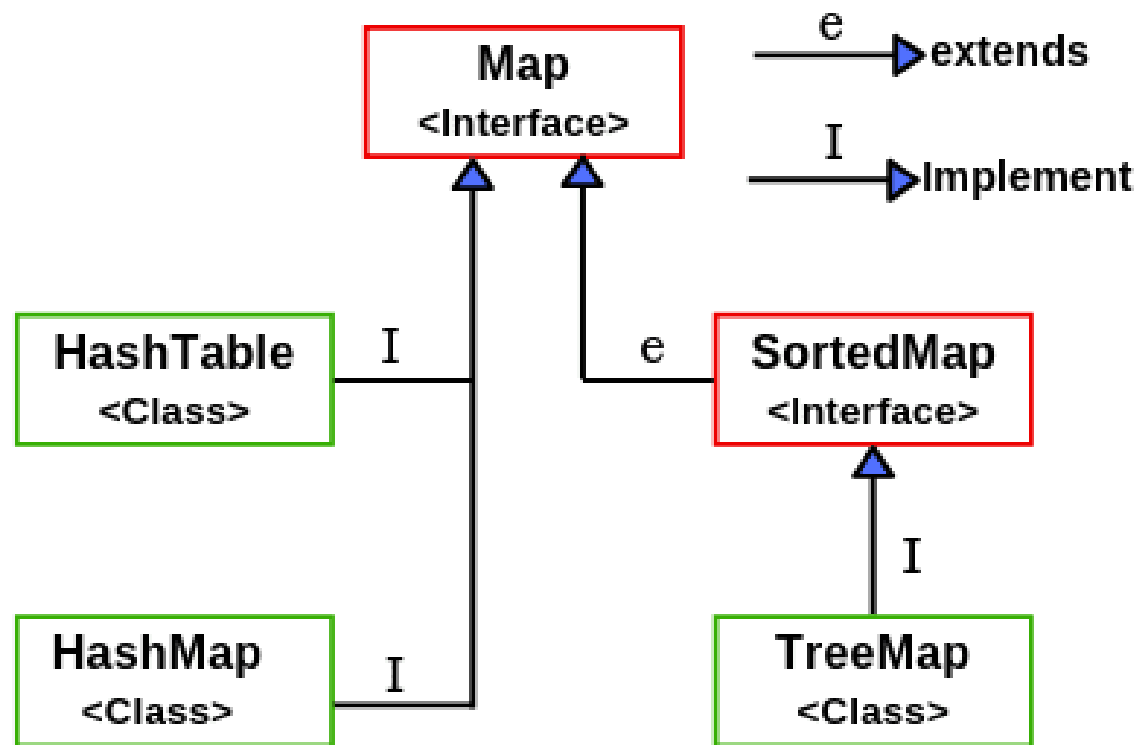 Map
<Interface>
e
extends
I
Implement
HashTable
<Class>
I
e
SortedMap
<Interface>
I
HashMap
<Class>
I
TreeMap
<Class>